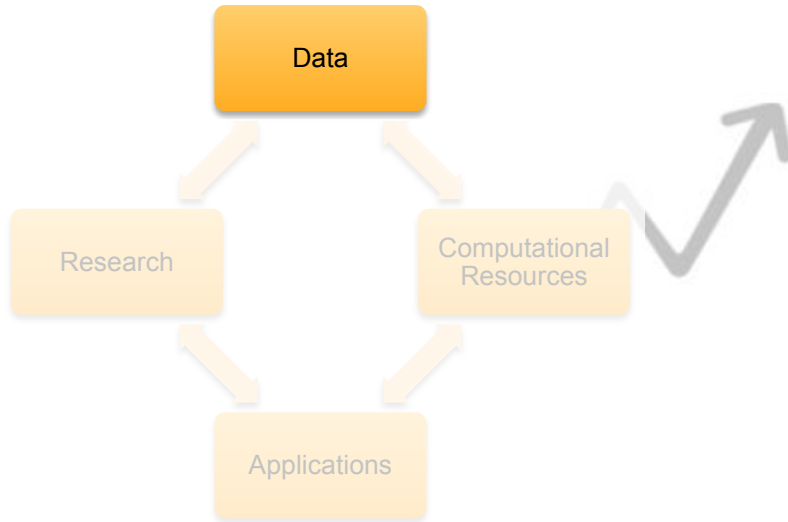 Data
Research
Computational
Resources
Applications